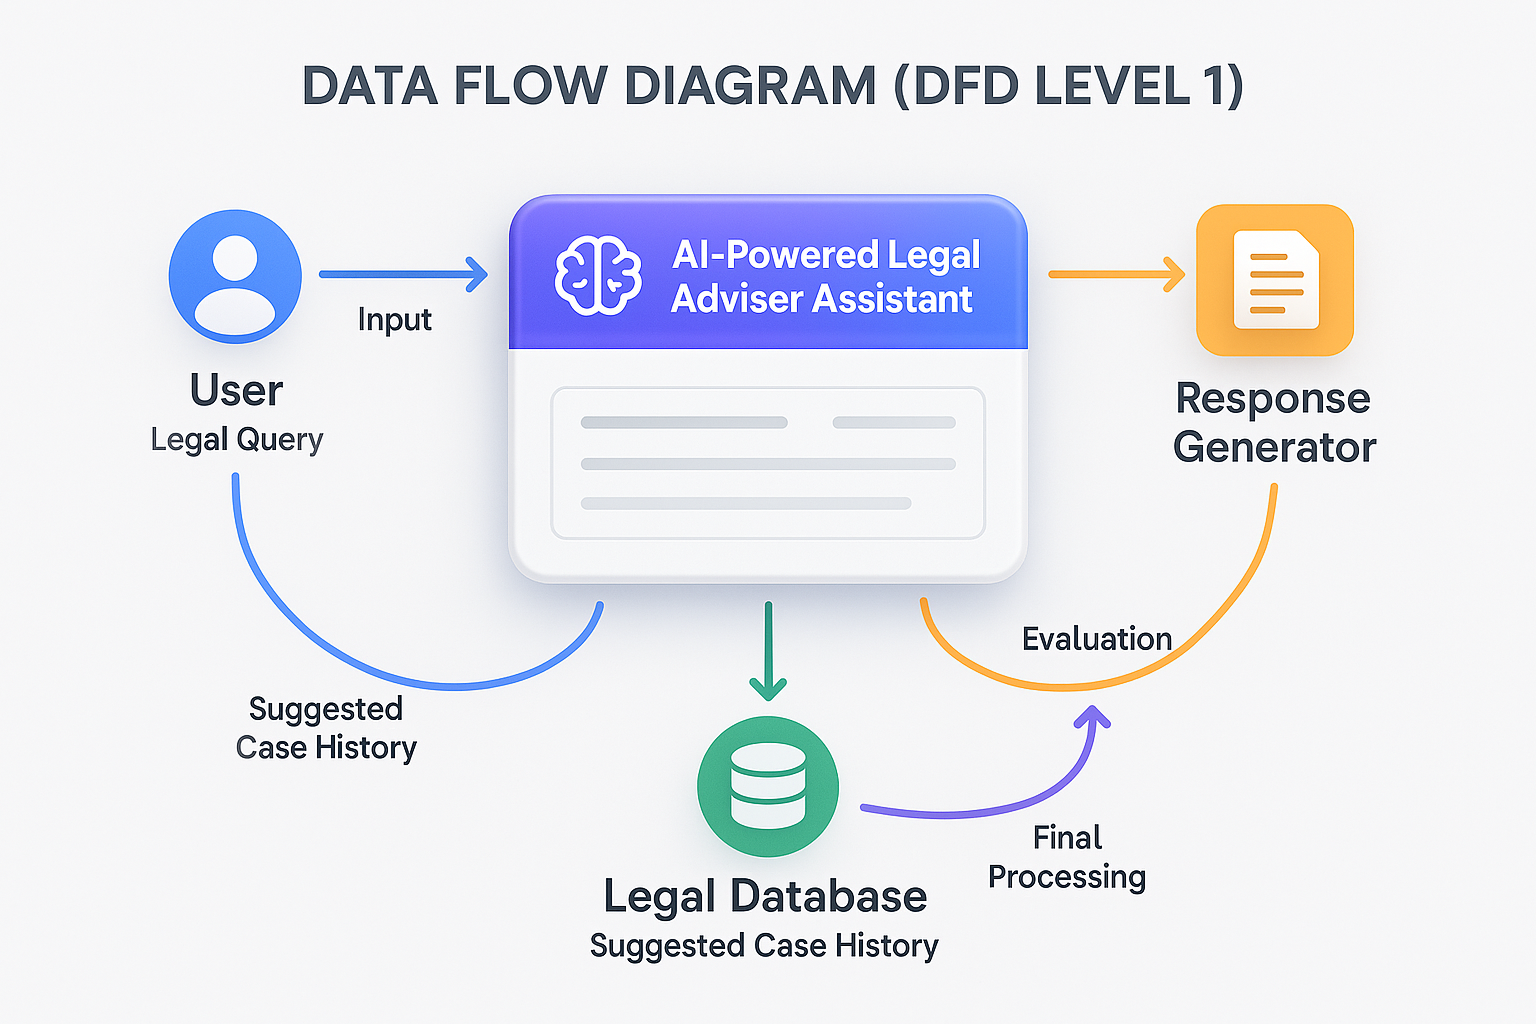 DATA FLOW DIAGRAM (DFD LEVEL 1)
AI-Powered Legal
Adviser Assistant
Input
User
Legal Query
Response
Generator
Evaluation
Suggested
Case History
Final
Processing
Legal Database
Suggested Case History